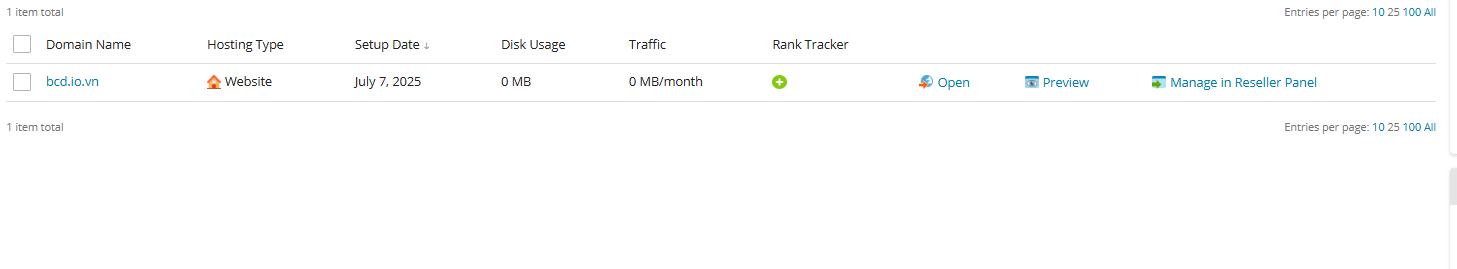 1 item total Entries per page: 10 25 100 All
Domain Name Hosting Type Setup Date ↓ Disk Usage Traffic Rank Tracker
bcd.io.vn Website July 7, 2025 0 MB 0 MB/month Open Preview Manage in Reseller Panel
1 item total Entries per page: 10 25 100 All